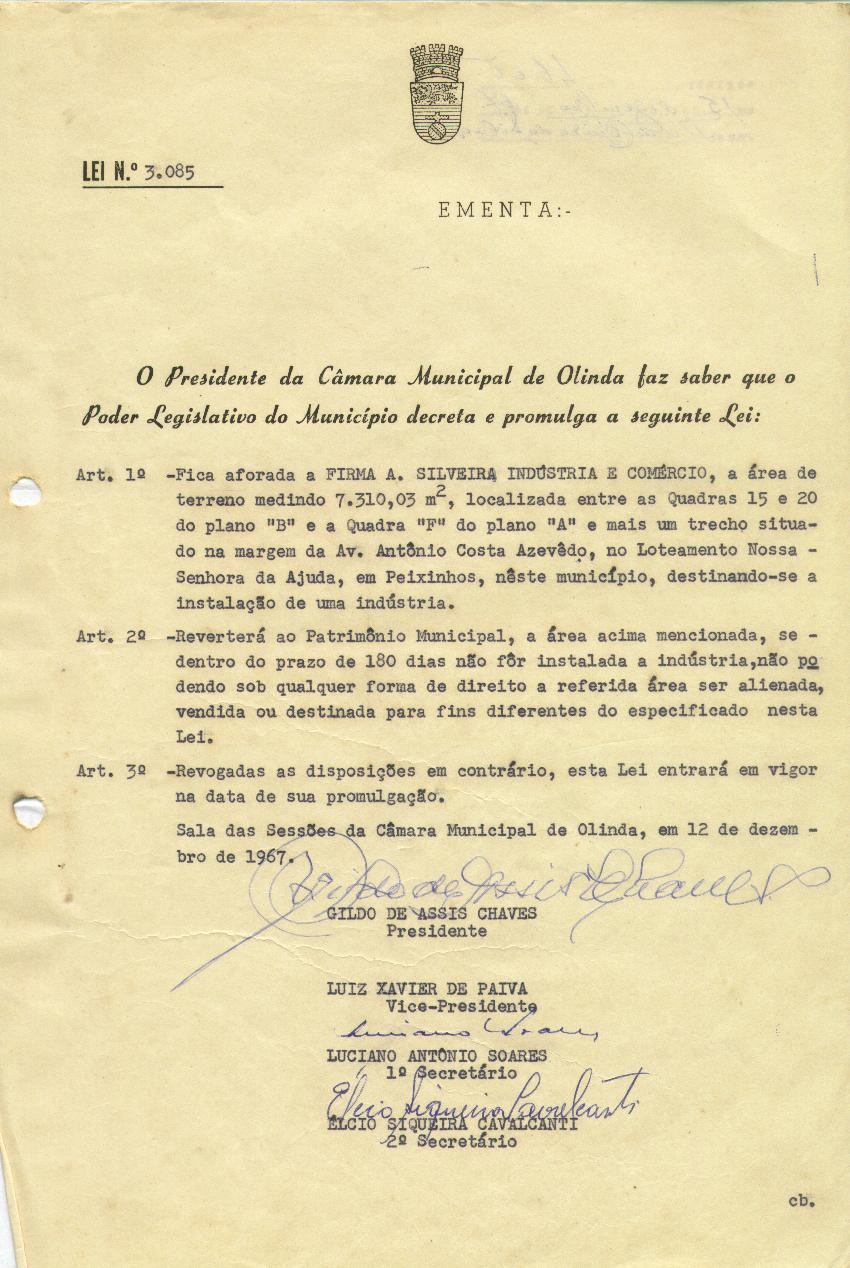 LEI N.º 3.085
EMENTA:-
O Presidente da Câmara Municipal de Olinda faz saber que o
Poder Legislativo do Município decreta e promulga a seguinte Lei:
Art. 1º -Fica aforada a FIRMA A. SILVEIRA INDÚSTRIA E COMÉRCIO, a área de
terreno medindo 7.310,03 m², localizada entre as Quadras 15 e 20
do plano "B" e a Quadra "F" do plano "A" e mais um trecho situa-
do na margem da Av. Antônio Costa Azevêdo, no Loteamento Nossa -
Senhora da Ajuda, em Peixinhos, nêste município, destinando-se a
instalação de uma indústria.
Art. 2º -Reverterá ao Patrimônio Municipal, a área acima mencionada, se -
dentro do prazo de 180 dias não fôr instalada a indústria,não po
dendo sob qualquer forma de direito a referida área ser alienada,
vendida ou destinada para fins diferentes do especificado nesta
Lei.
Art. 3º -Revogadas as disposições em contrário, esta Lei entrará em vigor
na data de sua promulgação.
Sala das Sessões da Câmara Municipal de Olinda, em 12 de dezem -
bro de 1967.
Gildo de Assis Chaves
GILDO DE ASSIS CHAVES
Presidente
LUIZ XAVIER DE PAIVA
Vice-Presidente
Luciano Soares
LUCIANO ANTÔNIO SOARES
1º Secretário
Elcio Siqueira Cavalcanti
ÉLCIO SIQUEIRA CAVALCANTI
2º Secretário
cb.